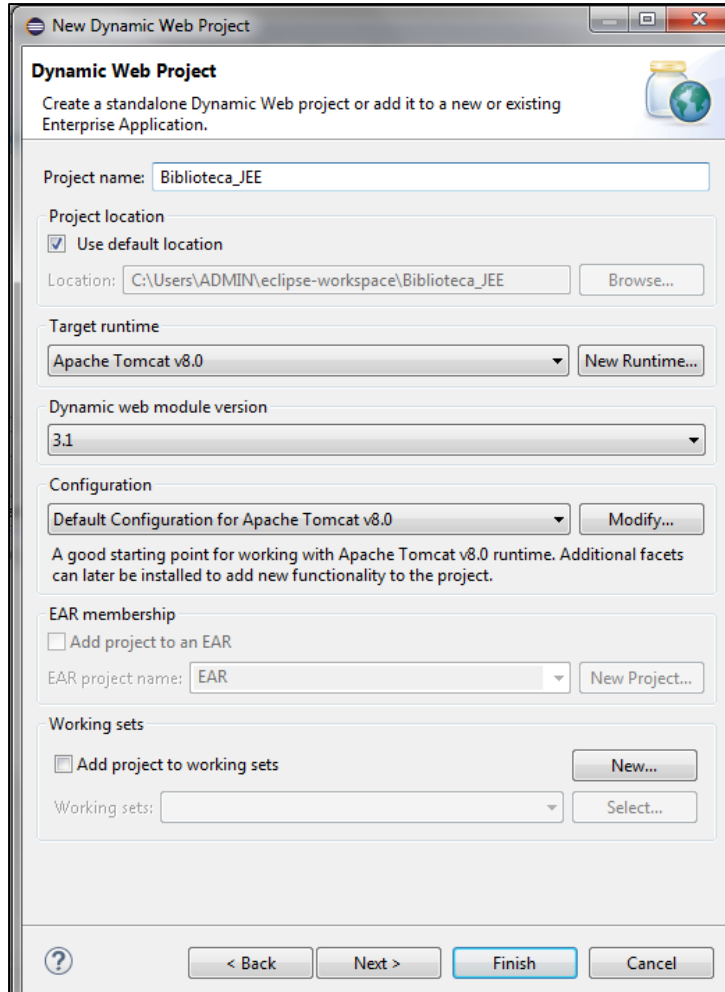 New Dynamic Web Project
Dynamic Web Project
Create a standalone Dynamic Web project or add it to a new or existing
Enterprise Application.
Project name: Biblioteca_JEE
Project location
Use default location
Location: C:\Users\ADMIN\eclipse-workspace\Biblioteca_JEE Browse...
Target runtime
Apache Tomcat v8.0 New Runtime...
Dynamic web module version
3.1
Configuration
Default Configuration for Apache Tomcat v8.0 Modify...
A good starting point for working with Apache Tomcat v8.0 runtime. Additional facets
can later be installed to add new functionality to the project.
EAR membership
Add project to an EAR
EAR project name: EAR New Project...
Working sets
Add project to working sets New...
Working sets: Select...
? < Back Next > Finish Cancel